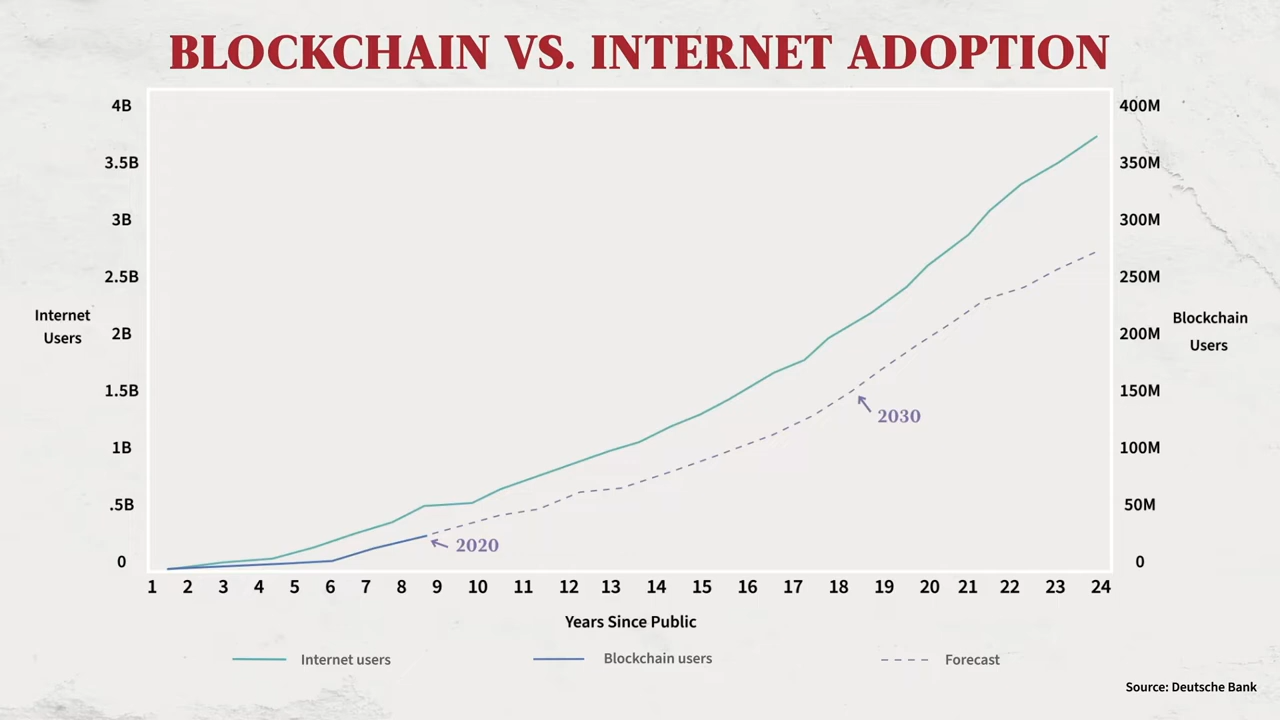 BLOCKCHAIN VS. INTERNET ADOPTION
4B
3.5B
3B
2.5B
2B
1.5B
1B
.5B
0
Internet
Users
400M
350M
300M
250M
200M
150M
100M
50M
0
Blockchain
Users
2030
2020
1 2 3 4 5 6 7 8 9 10 11 12 13 14 15 16 17 18 19 20 21 22 23 24
Years Since Public
Internet users
Blockchain users
Forecast
Source: Deutsche Bank